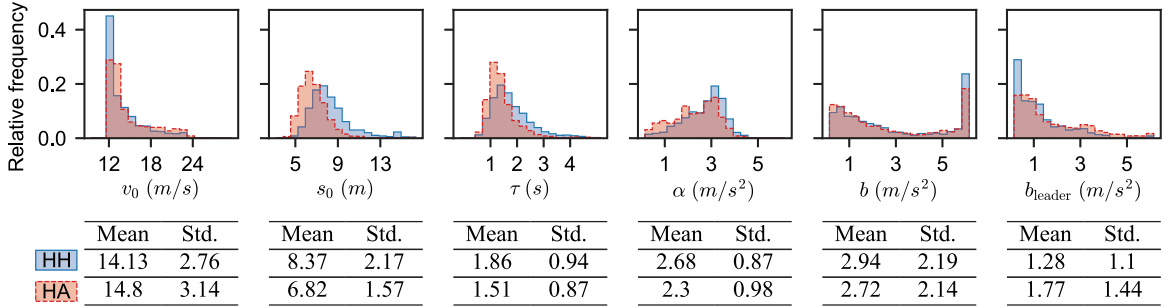 Relative frequency
0.4
0.2
0.0
12 18 24
5 9 13
1 2 3 4
1 3 5
1 3 5
1 3 5
v₀ (m/s)
s₀ (m)
τ (s)
α (m/s²)
b (m/s²)
b_leader (m/s²)
Mean Std. Mean Std. Mean Std. Mean Std. Mean Std. Mean Std.
HH 14.13 2.76 8.37 2.17 1.86 0.94 2.68 0.87 2.94 2.19 1.28 1.1
HA 14.8 3.14 6.82 1.57 1.51 0.87 2.3 0.98 2.72 2.14 1.77 1.44